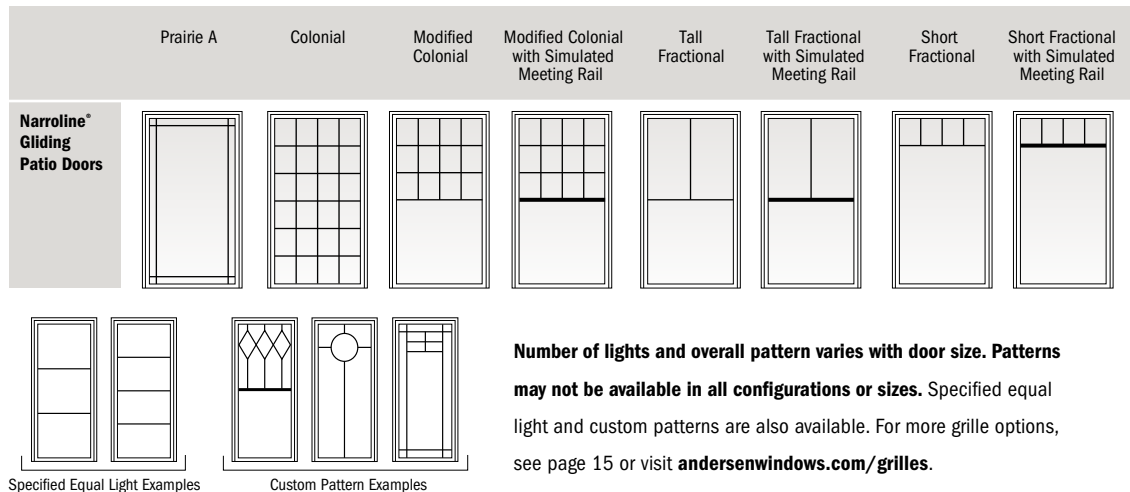 Prairie A
Colonial
Modified
Colonial
Modified Colonial
with Simulated
Meeting Rail
Tall
Fractional
Tall Fractional
with Simulated
Meeting Rail
Short
Fractional
Short Fractional
with Simulated
Meeting Rail
Narroline®
Gliding
Patio Doors
Specified Equal Light Examples
Custom Pattern Examples
Number of lights and overall pattern varies with door size. Patterns
may not be available in all configurations or sizes. Specified equal
light and custom patterns are also available. For more grille options,
see page 15 or visit andersenwindows.com/grilles.